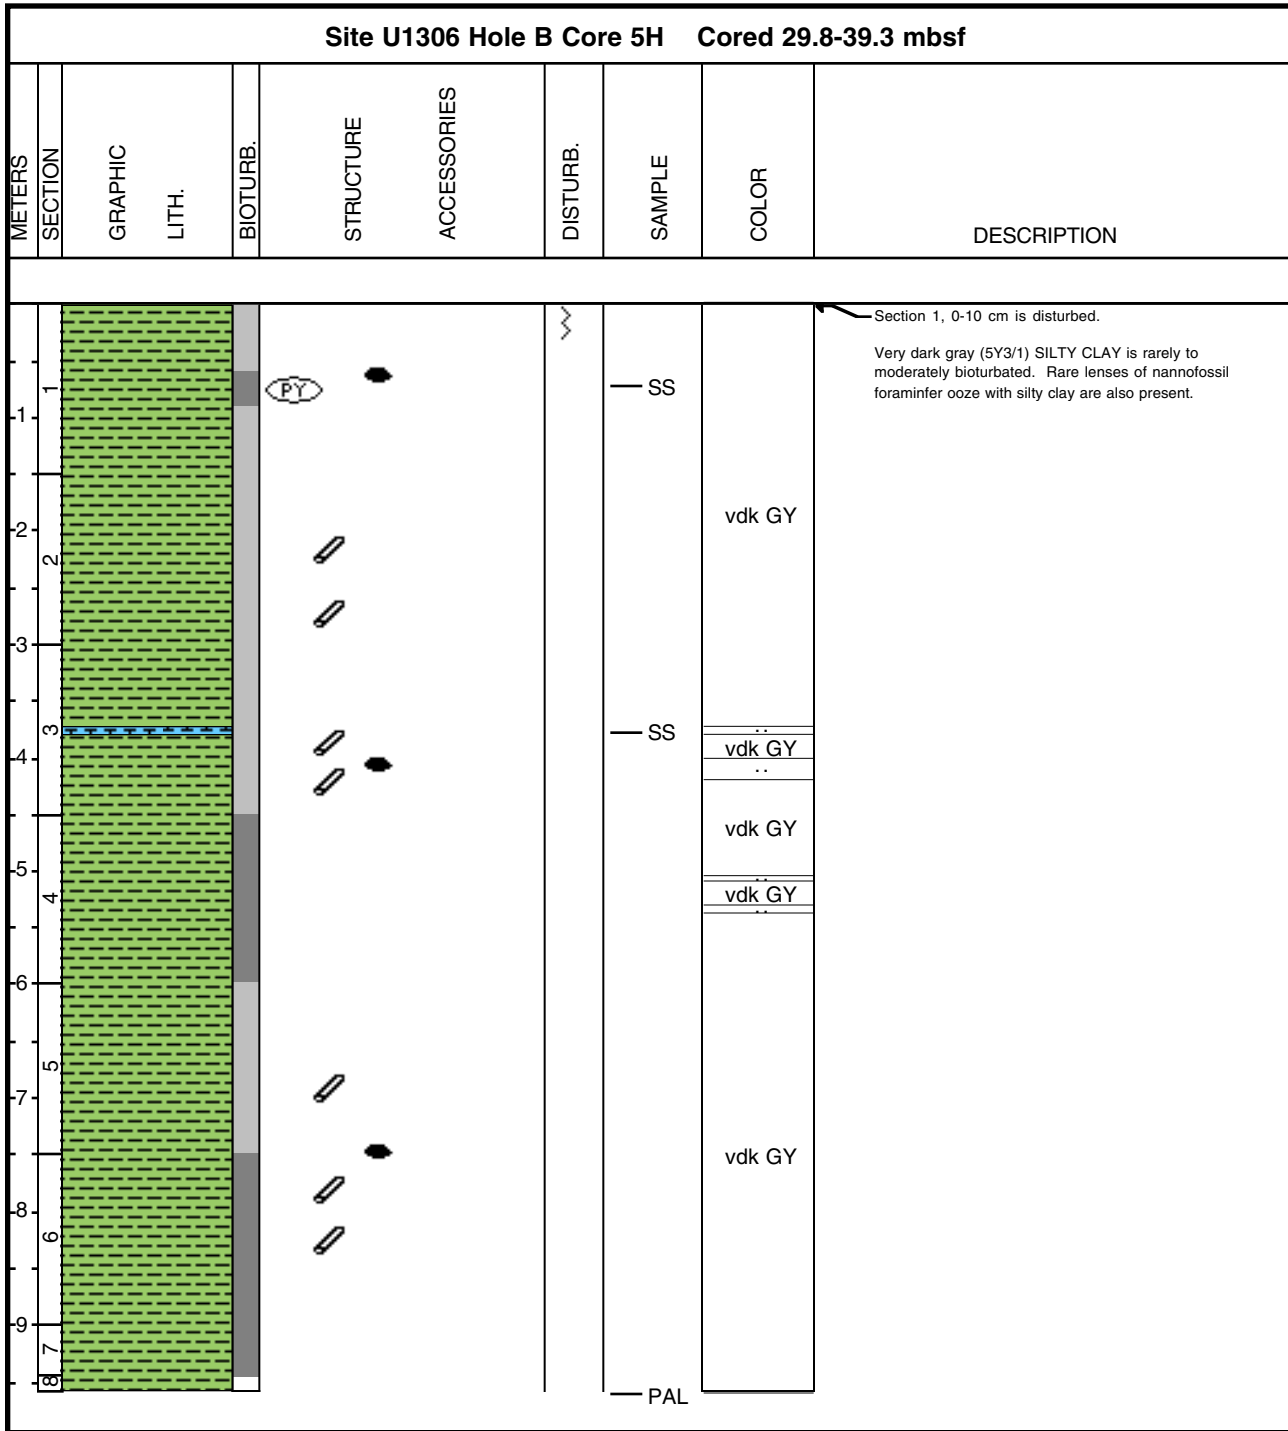 Site U1306 Hole B Core 5H Cored 29.8-39.3 mbsf
METERS
SECTION
GRAPHIC
LITH.
BIOTURB.
STRUCTURE
ACCESSORIES
DISTURB.
SAMPLE
COLOR
DESCRIPTION
Section 1, 0-10 cm is disturbed.
Very dark gray (5Y3/1) SILTY CLAY is rarely to
moderately bioturbated. Rare lenses of nannofossil
foraminfer ooze with silty clay are also present.
1
PY
SS
1
vdk GY
2
2
3
3
SS
..
vdk GY
4
..
vdk GY
5
..
4
vdk GY
..
6
5
7
vdk GY
8
6
9
7
8
PAL